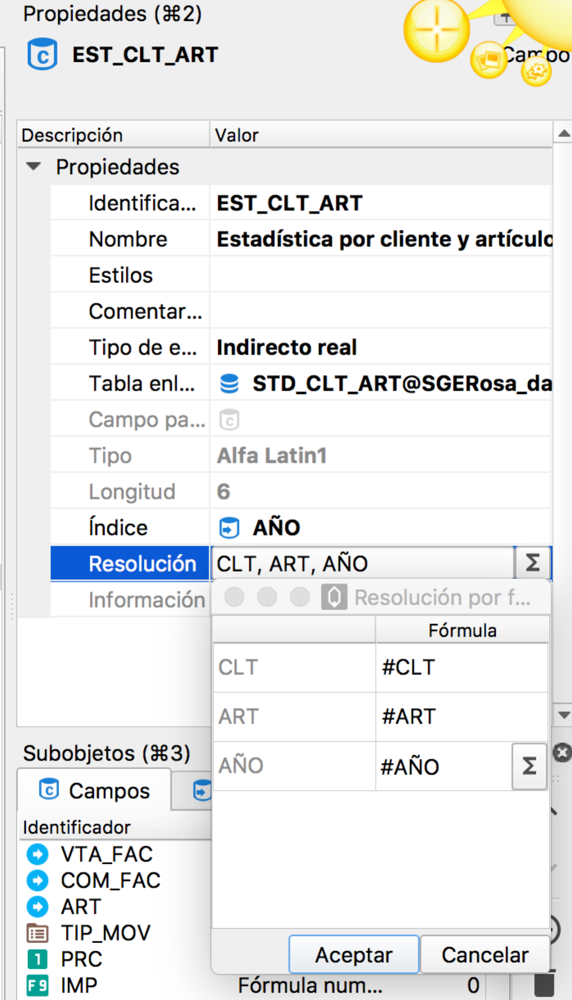 Propiedades (⌘2)
EST_CLT_ART
Campo
Descripción Valor
Propiedades
Identifica... EST_CLT_ART
Nombre Estadística por cliente y artículo
Estilos
Comentar...
Tipo de e... Indirecto real
Tabla enl... STD_CLT_ART@SGERosa_da
Campo pa...
Tipo Alfa Latin1
Longitud 6
Índice AÑO
Resolución CLT, ART, AÑO Σ
Información
Resolución por f...
Fórmula
CLT #CLT
ART #ART
AÑO #AÑO Σ
Aceptar Cancelar
Subobjetos (⌘3)
Campos
Identificador
VTA_FAC
COM_FAC
ART
TIP_MOV
1 PRC
F9 IMP Fórmula num... 0